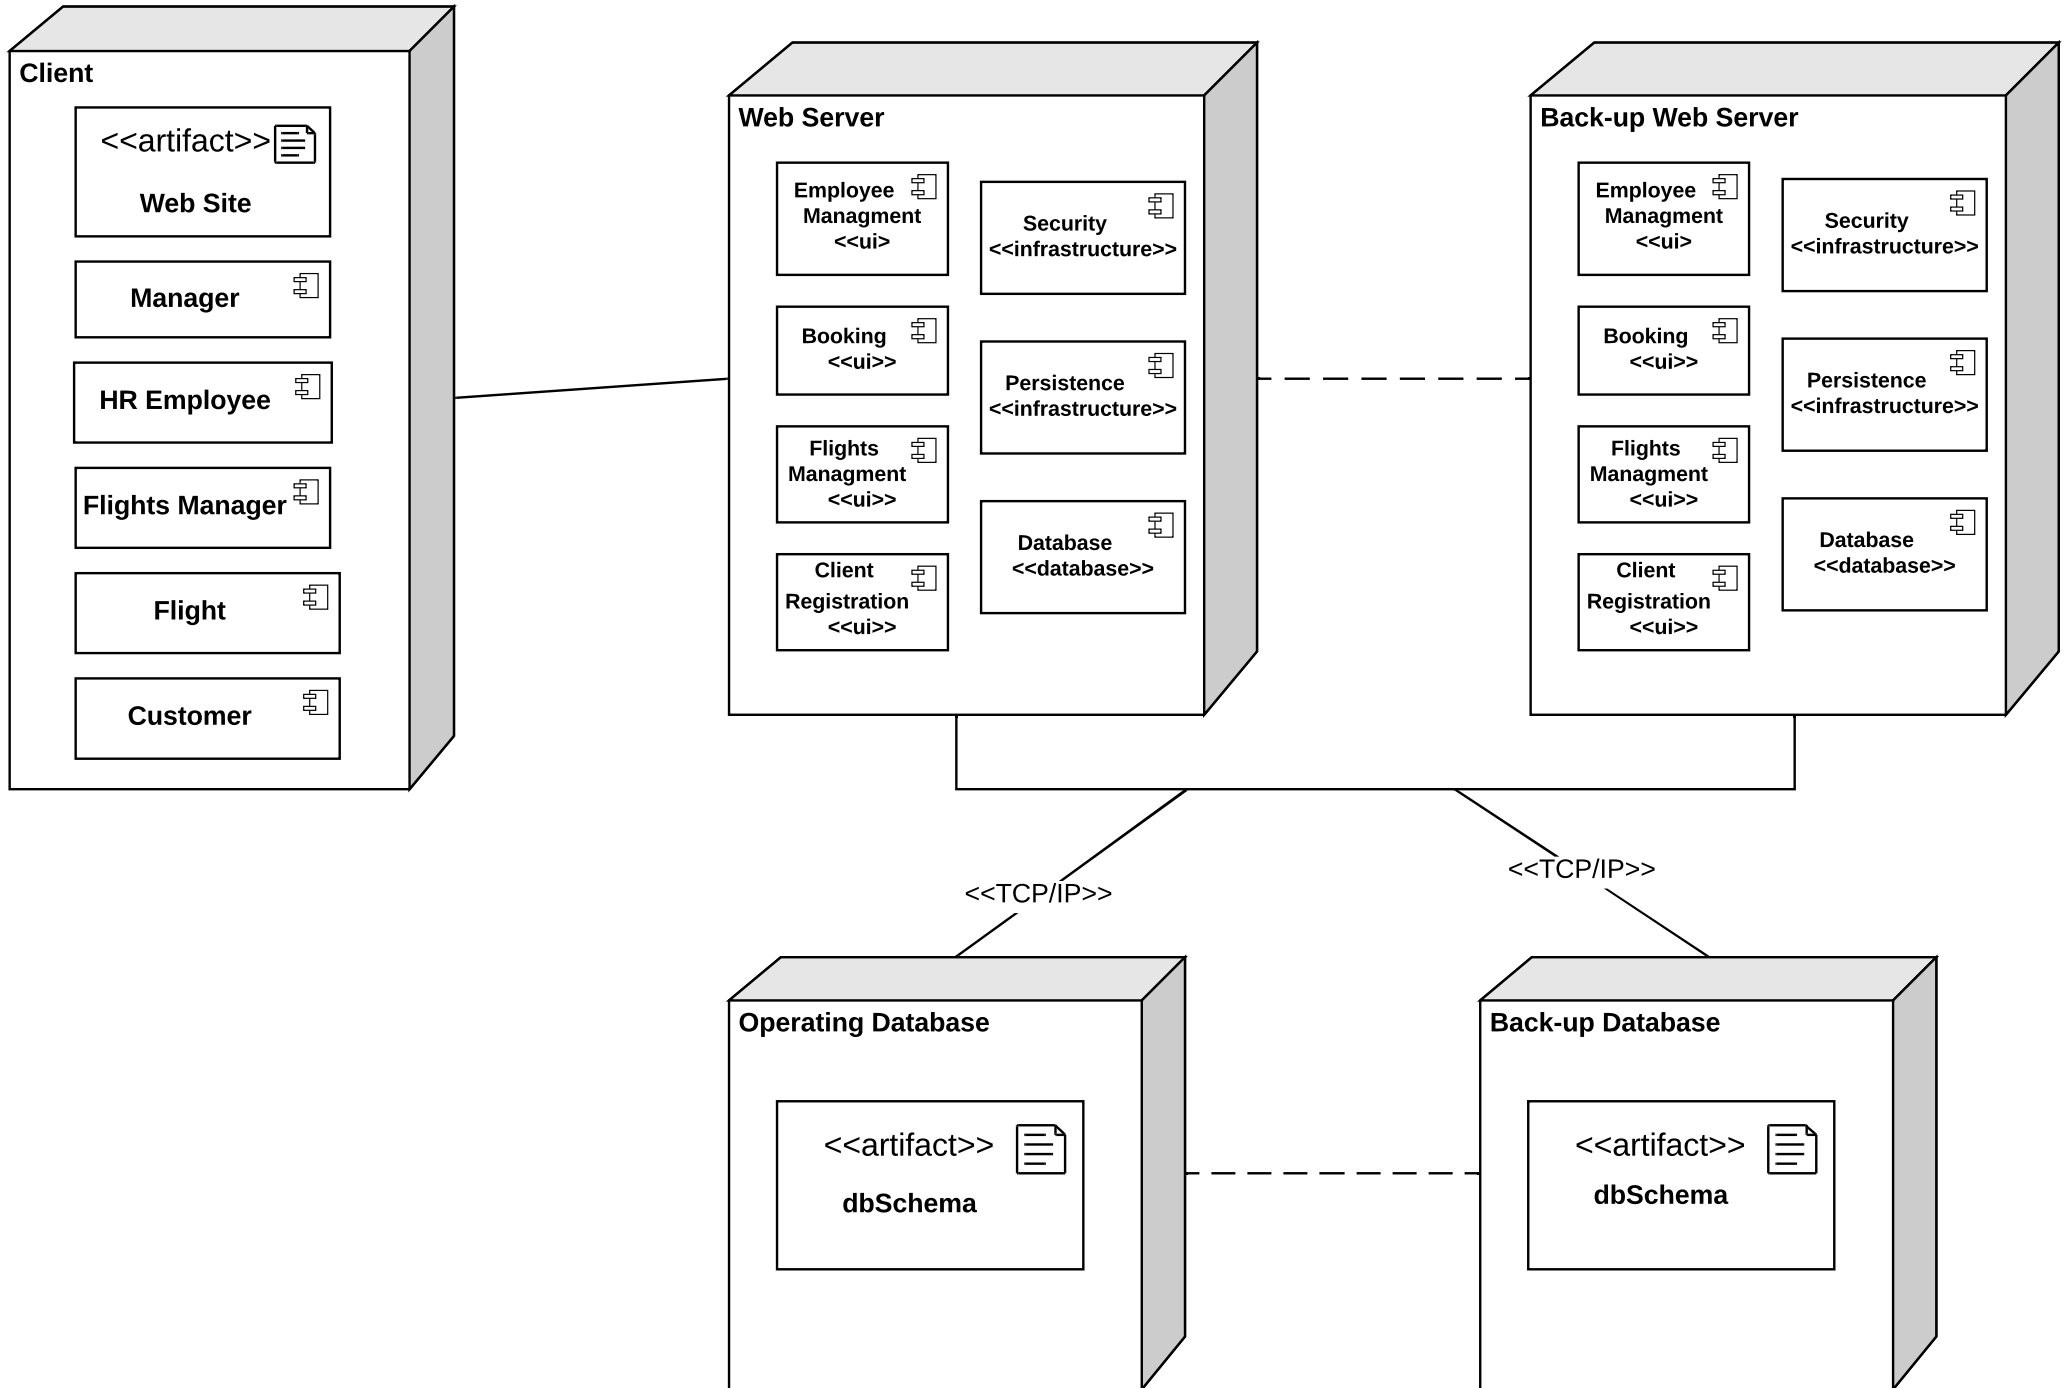 Client
<<artifact>>
Web Site
Manager
HR Employee
Flights Manager
Flight
Customer
Web Server
Employee
Managment
<<ui>
Booking
<<ui>>
Flights
Managment
<<ui>>
Client
Registration
<<ui>>
Security
<<infrastructure>>
Persistence
<<infrastructure>>
Database
<<database>>
Back-up Web Server
Employee
Managment
<<ui>
Booking
<<ui>>
Flights
Managment
<<ui>>
Client
Registration
<<ui>>
Security
<<infrastructure>>
Persistence
<<infrastructure>>
Database
<<database>>
<<TCP/IP>>
<<TCP/IP>>
Operating Database
<<artifact>>
dbSchema
Back-up Database
<<artifact>>
dbSchema